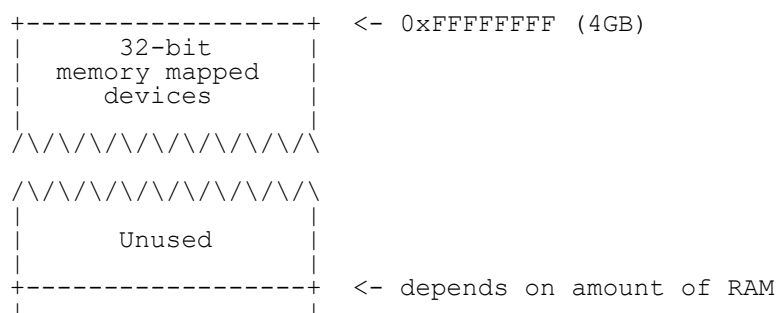 +------------------+ <- 0xFFFFFFFF (4GB)
|      32-bit      |
|  memory mapped   |
|     devices      |
|                  |
/\/\/\/\/\/\/\/\/\/\

/\/\/\/\/\/\/\/\/\/\
|                  |
|      Unused      |
|                  |
+------------------+ <- depends on amount of RAM
|                  |